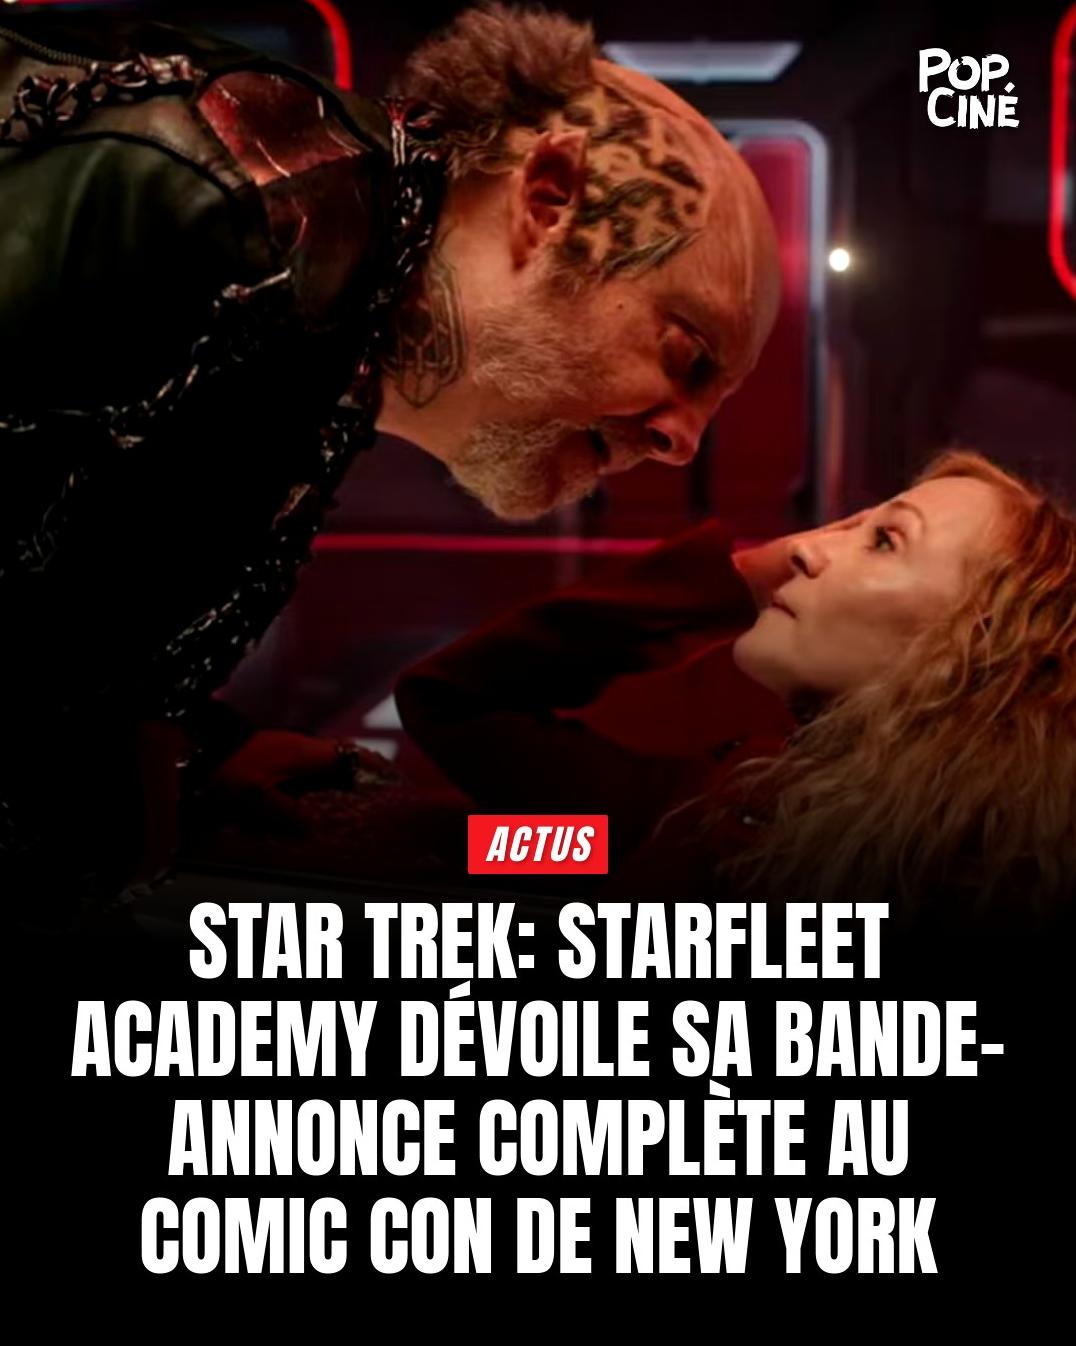 POP.
CINÉ
ACTUS
STAR TREK: STARFLEET
ACADEMY DÉVOILE SA BANDE-
ANNONCE COMPLÈTE AU
COMIC CON DE NEW YORK